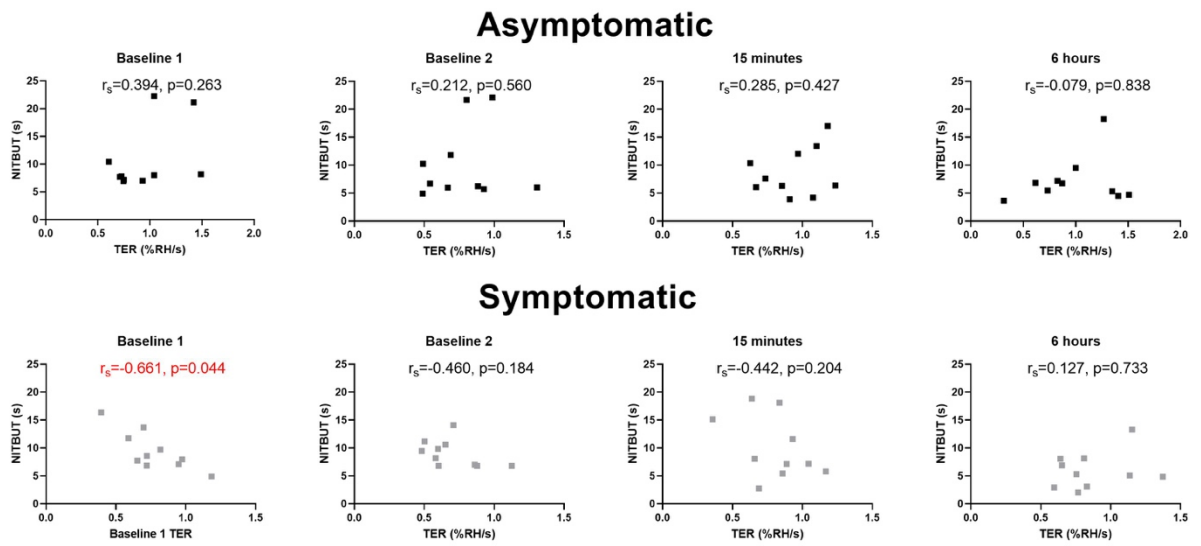 Asymptomatic
Baseline 1
rs=0.394, p=0.263
NITBUT (s)
25
20
15
10
5
0
0.0 0.5 1.0 1.5 2.0
TER (%RH/s)
Baseline 2
rs=0.212, p=0.560
NITBUT (s)
25
20
15
10
5
0
0.0 0.5 1.0 1.5
TER (%RH/s)
15 minutes
rs=0.285, p=0.427
NITBUT (s)
25
20
15
10
5
0
0.0 0.5 1.0 1.5
TER (%RH/s)
6 hours
rs=-0.079, p=0.838
NITBUT (s)
25
20
15
10
5
0
0.0 0.5 1.0 1.5 2.0
TER (%RH/s)
Symptomatic
Baseline 1
rs=-0.661, p=0.044
NITBUT (s)
25
20
15
10
5
0
0.0 0.5 1.0 1.5
Baseline 1 TER
Baseline 2
rs=-0.460, p=0.184
NITBUT (s)
25
20
15
10
5
0
0.0 0.5 1.0 1.5
TER (%RH/s)
15 minutes
rs=-0.442, p=0.204
NITBUT (s)
25
20
15
10
5
0
0.0 0.5 1.0 1.5
TER (%RH/s)
6 hours
rs=0.127, p=0.733
NITBUT (s)
25
20
15
10
5
0
0.0 0.5 1.0 1.5
TER (%RH/s)